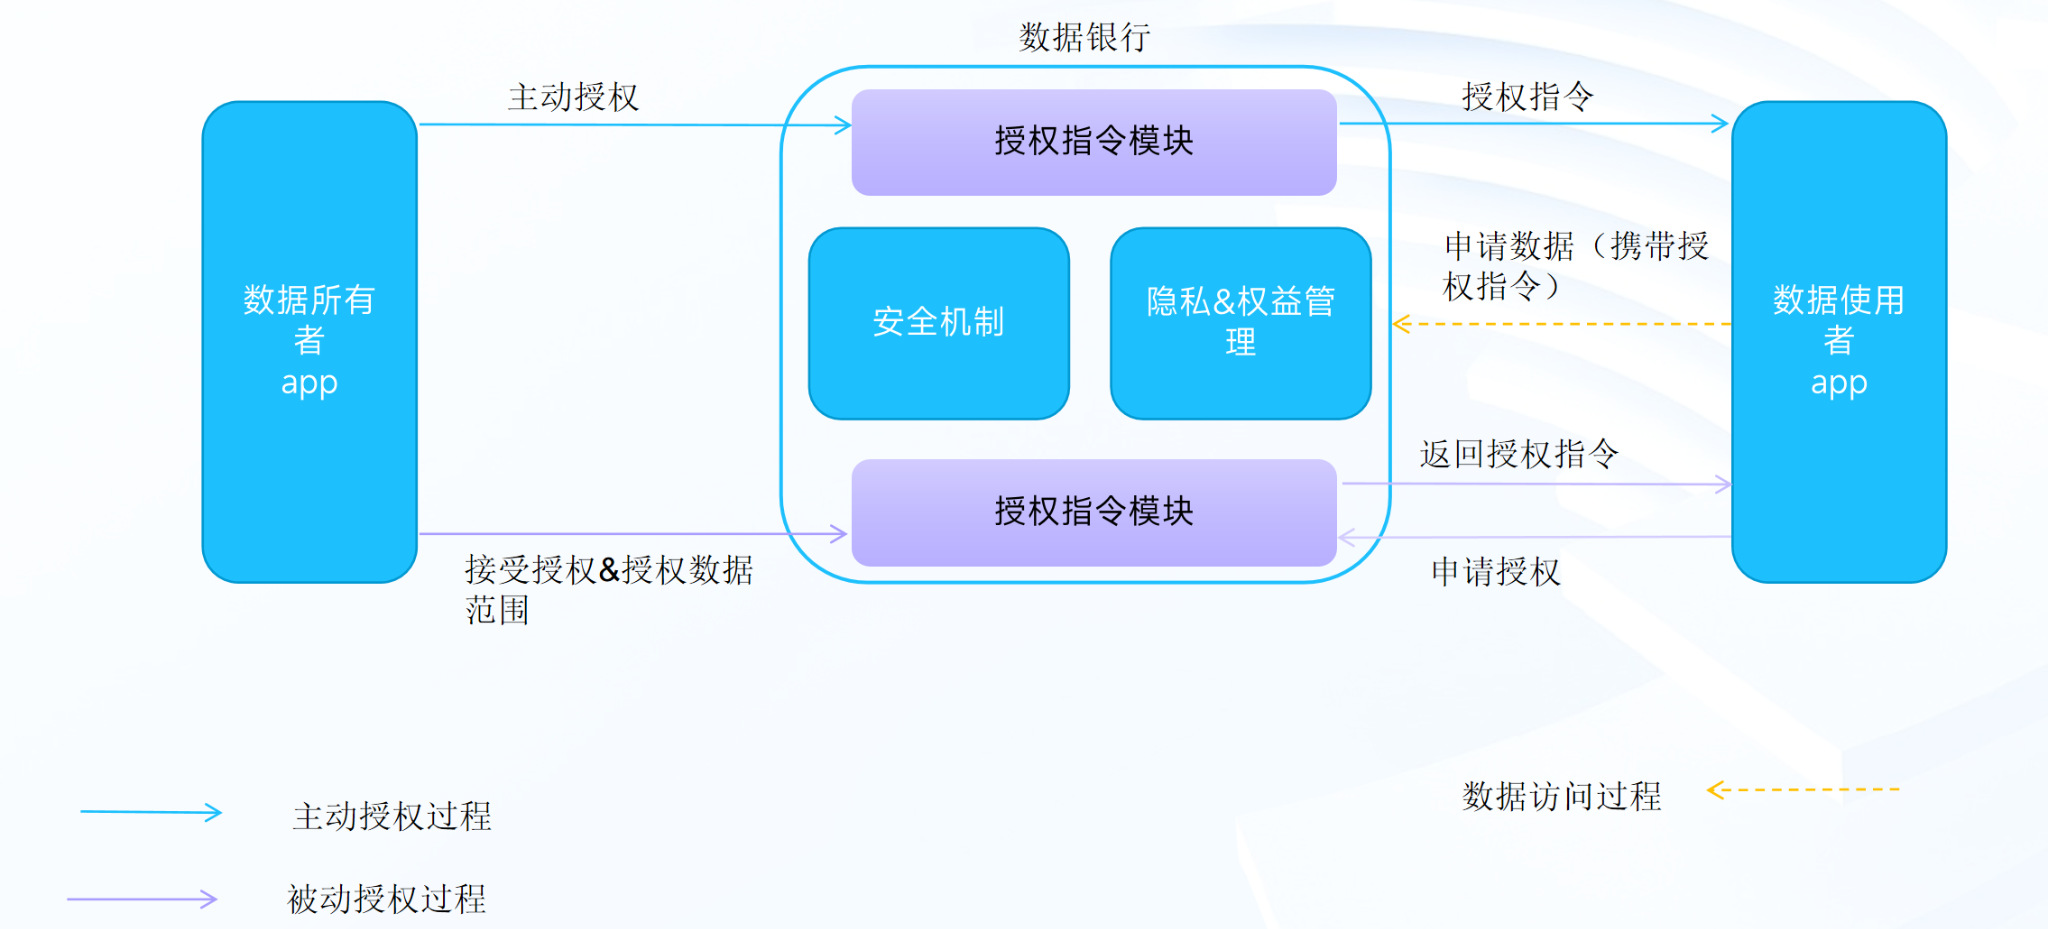 数据银行
主动授权
授权指令模块
授权指令
数据所有
者
app
安全机制
隐私&权益管
理
申请数据（携带授
权指令）
数据使用
者
app
返回授权指令
授权指令模块
接受授权&授权数据
范围
申请授权
主动授权过程
数据访问过程
被动授权过程